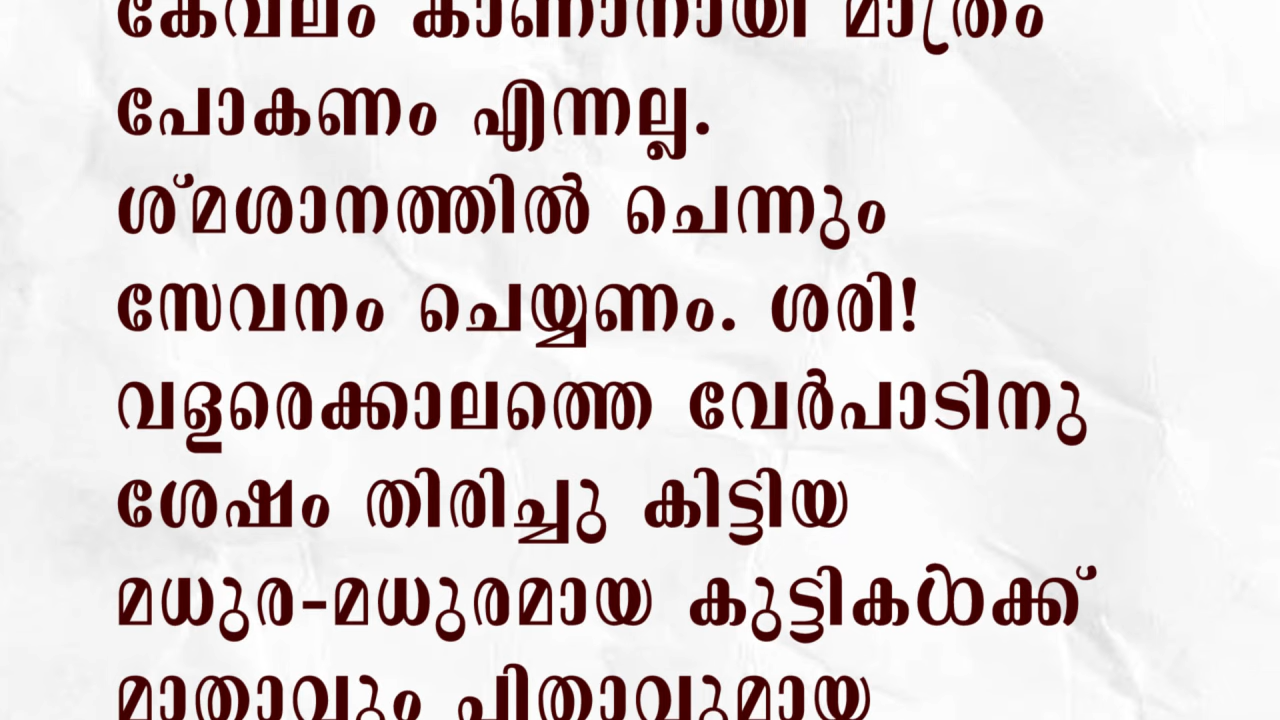 കേവലം കാണാനായി മാത്രം
പോകണം എന്നല്ല.
ശ്മശാനത്തിൽ ചെന്നും
സേവനം ചെയ്യണം. ശരി!
വളരെക്കാലത്തെ വേർപാടിനു
ശേഷം തിരിച്ചു കിട്ടിയ
മധുര-മധുരമായ കുട്ടികൾക്ക്
മാതാവും പിതാവുമായ